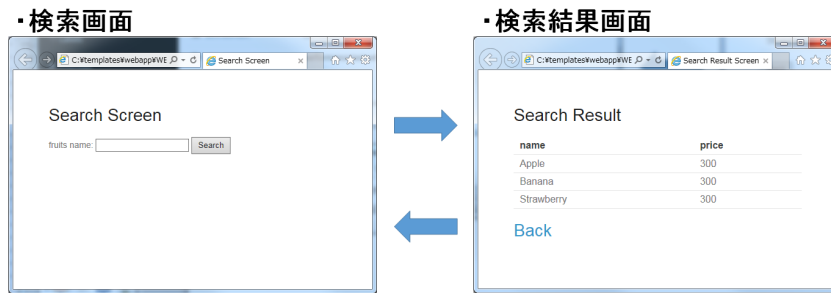 ・検索画面
C:¥templates¥webapp¥WE
Search Screen
Search Screen
fruits name:
Search
・検索結果画面
C:¥templates¥webapp¥WE
Search Result Screen
Search Result
name price
Apple 300
Banana 300
Strawberry 300
Back